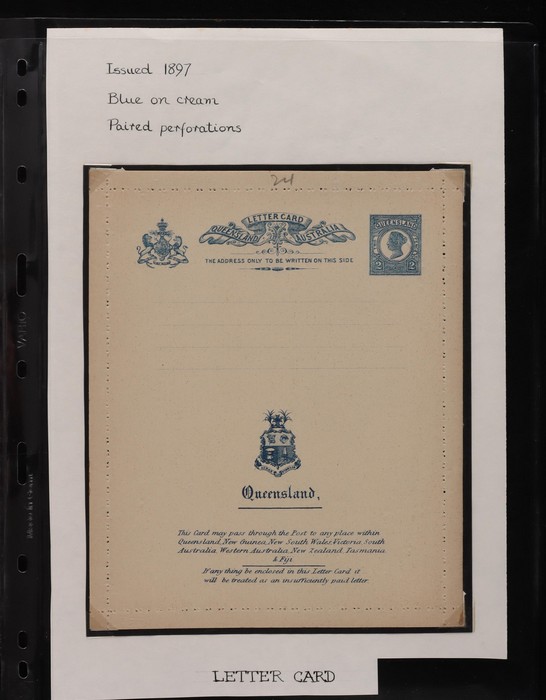 Issued 1897
Blue on cream
Paired perforations
24
LETTER CARD
QUEENSLAND AUSTRALIA
THE ADDRESS ONLY TO BE WRITTEN ON THIS SIDE
QUEENSLAND
2 2
Queensland,
This Card may pass through the Post to any place within
Queensland, New Guinea, New South Wales, Victoria, South
Australia, Western Australia, New Zealand, Tasmania
& Fiji
If anything be enclosed in this Letter Card it
will be treated as an insufficiently paid letter
LETTER CARD
VARIO